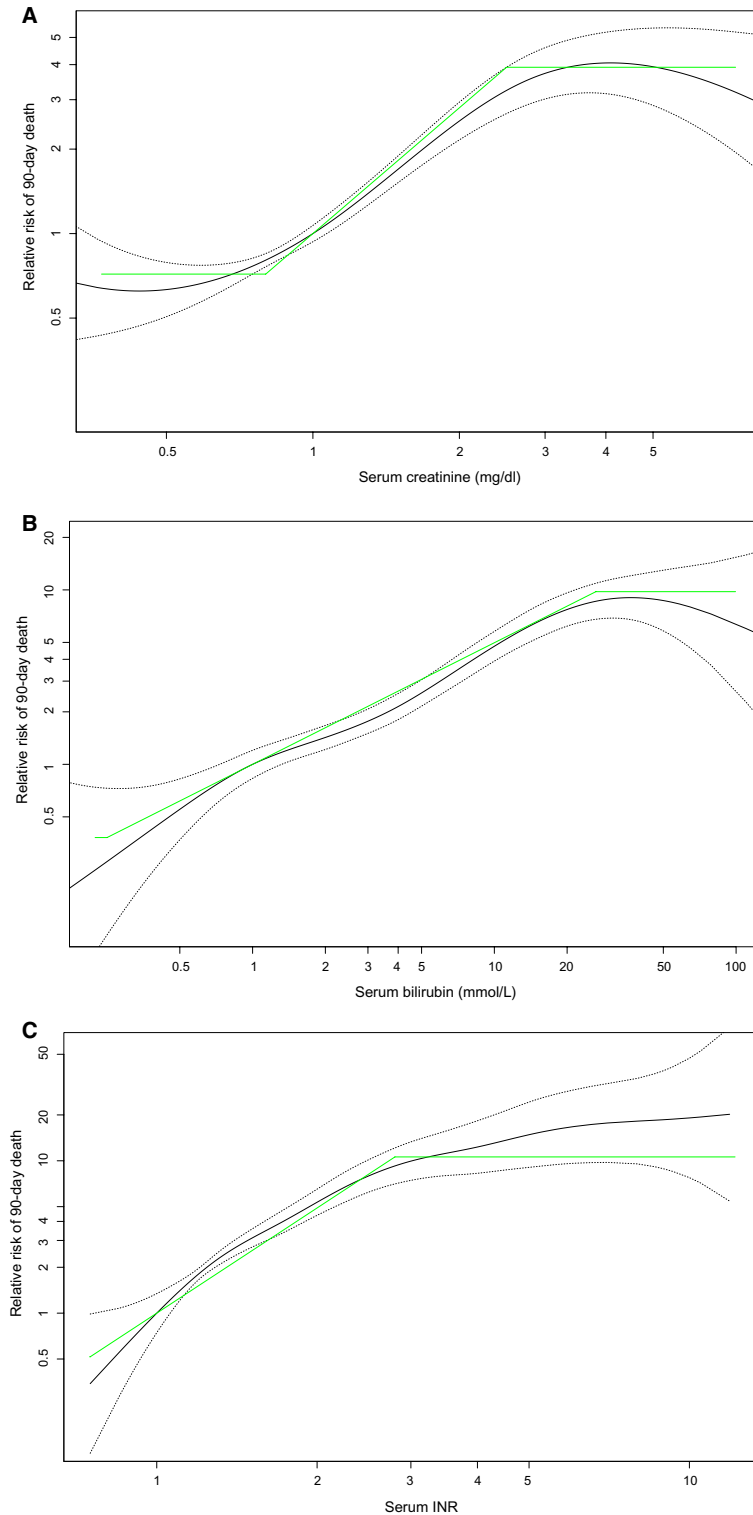 A
Relative risk of 90-day death
5
4
3
2
1
0.5
0.5 1 2 3 4 5
Serum creatinine (mg/dl)
B
Relative risk of 90-day death
20
10
5
4
3
2
1
0.5
0.5 1 2 3 4 5 10 20 50 100
Serum bilirubin (mmol/L)
C
Relative risk of 90-day death
50
20
10
4
3
2
1
0.5
1 2 3 4 5 10
Serum INR